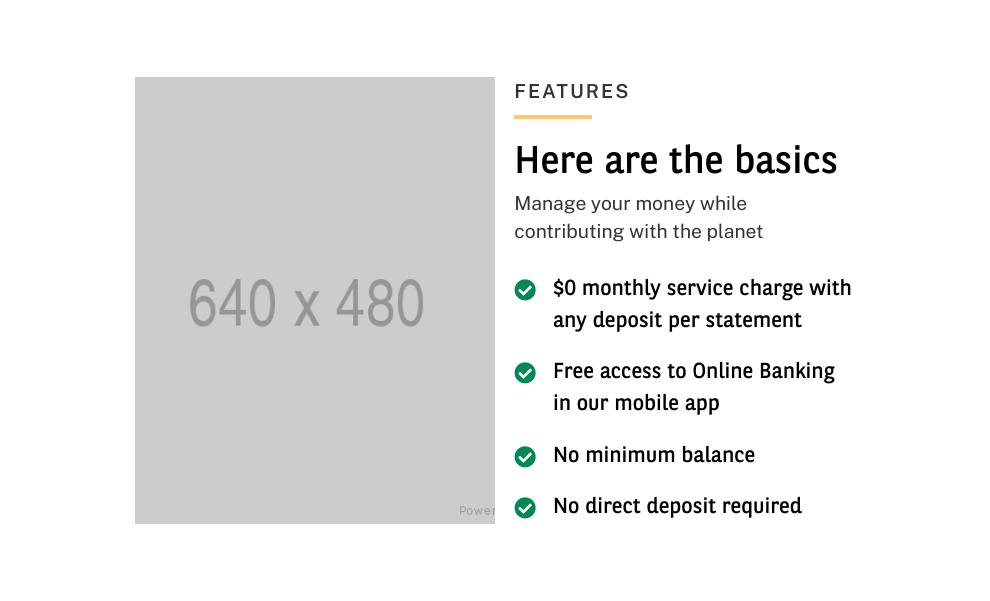 FEATURES
Here are the basics
Manage your money while
contributing with the planet
$0 monthly service charge with
any deposit per statement
Free access to Online Banking
in our mobile app
No minimum balance
No direct deposit required
640 x 480
Power